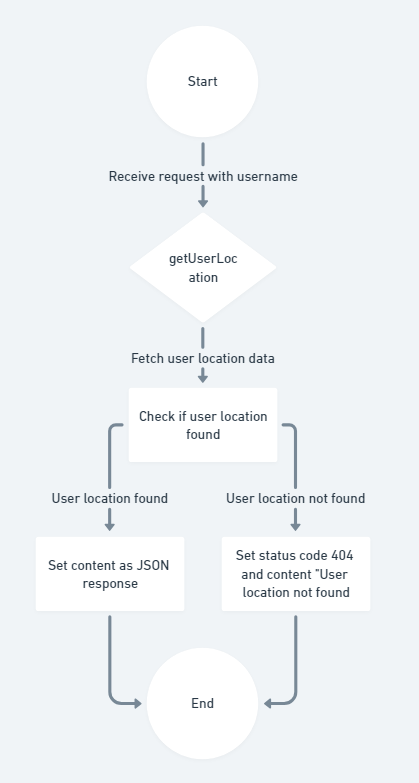 Start
Receive request with username
getUserLoc
ation
Fetch user location data
Check if user location
found
User location found
User location not found
Set content as JSON
response
Set status code 404
and content "User
location not found
End